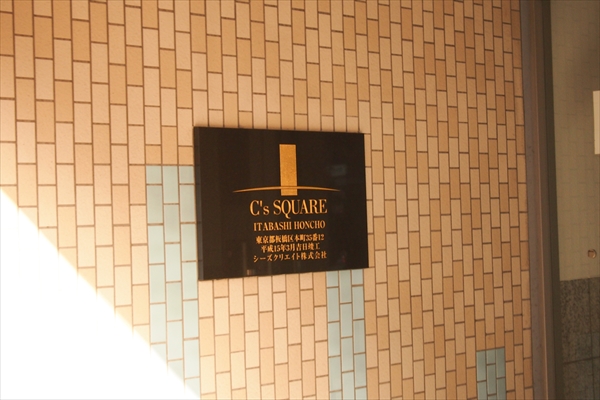 C's SQUARE
ITABASHI HONCHO
東京都板橋区本町35番12
平成15年3月吉日竣工
シーズクリエイト株式会社